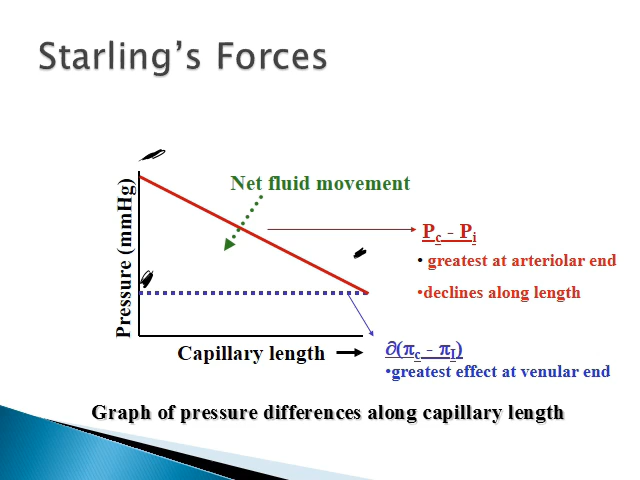 Starling's Forces
Net fluid movement
Pressure (mmHg)
Pc - Pi
• greatest at arteriolar end
•declines along length
Capillary length
∂(πc - πI)
•greatest effect at venular end
Graph of pressure differences along capillary length